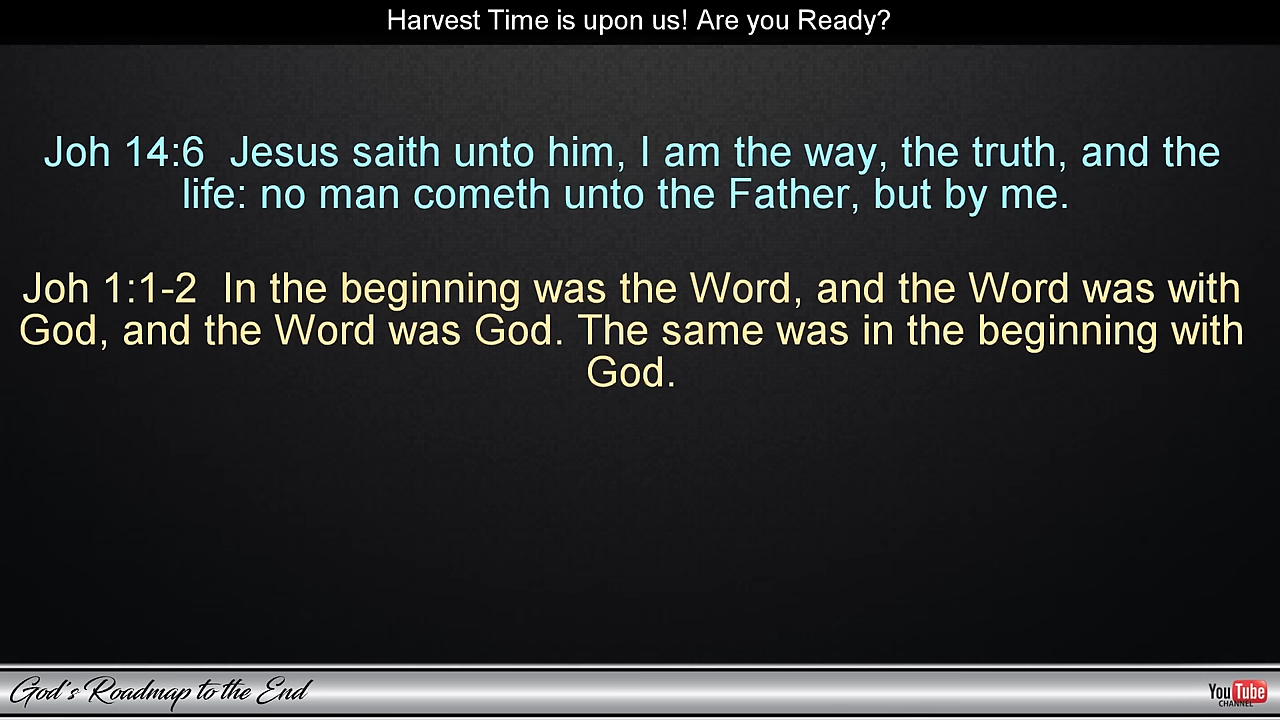 Harvest Time is upon us! Are you Ready?
Joh 14:6  Jesus saith unto him, I am the way, the truth, and the
life: no man cometh unto the Father, but by me.
Joh 1:1-2  In the beginning was the Word, and the Word was with
God, and the Word was God. The same was in the beginning with
God.
God's Roadmap to the End
YouTube
CHANNEL